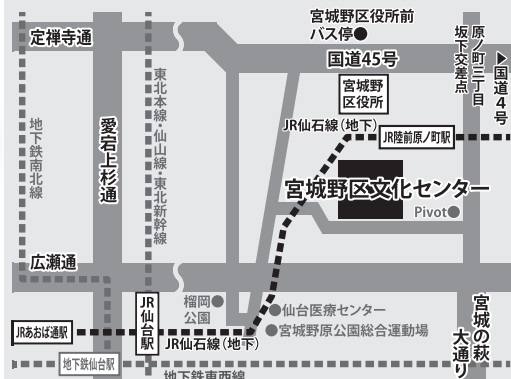 定禅寺通
宮城野区役所前
バス停●
国道45号
原ノ町三丁目
坂下交差点
▶国道4号
地下鉄南北線
愛宕上杉通
東北本線・仙山線・東北新幹線
宮城野
区役所
JR仙石線（地下）
JR陸前原ノ町駅
宮城野区文化センター
Pivot●
広瀬通
榴岡
公園
●仙台医療センター
●宮城野原公園総合運動場
宮城の萩
大通り
JRあおば通駅
JR仙台駅
JR仙石線（地下）
地下鉄仙台駅
地下鉄東西線